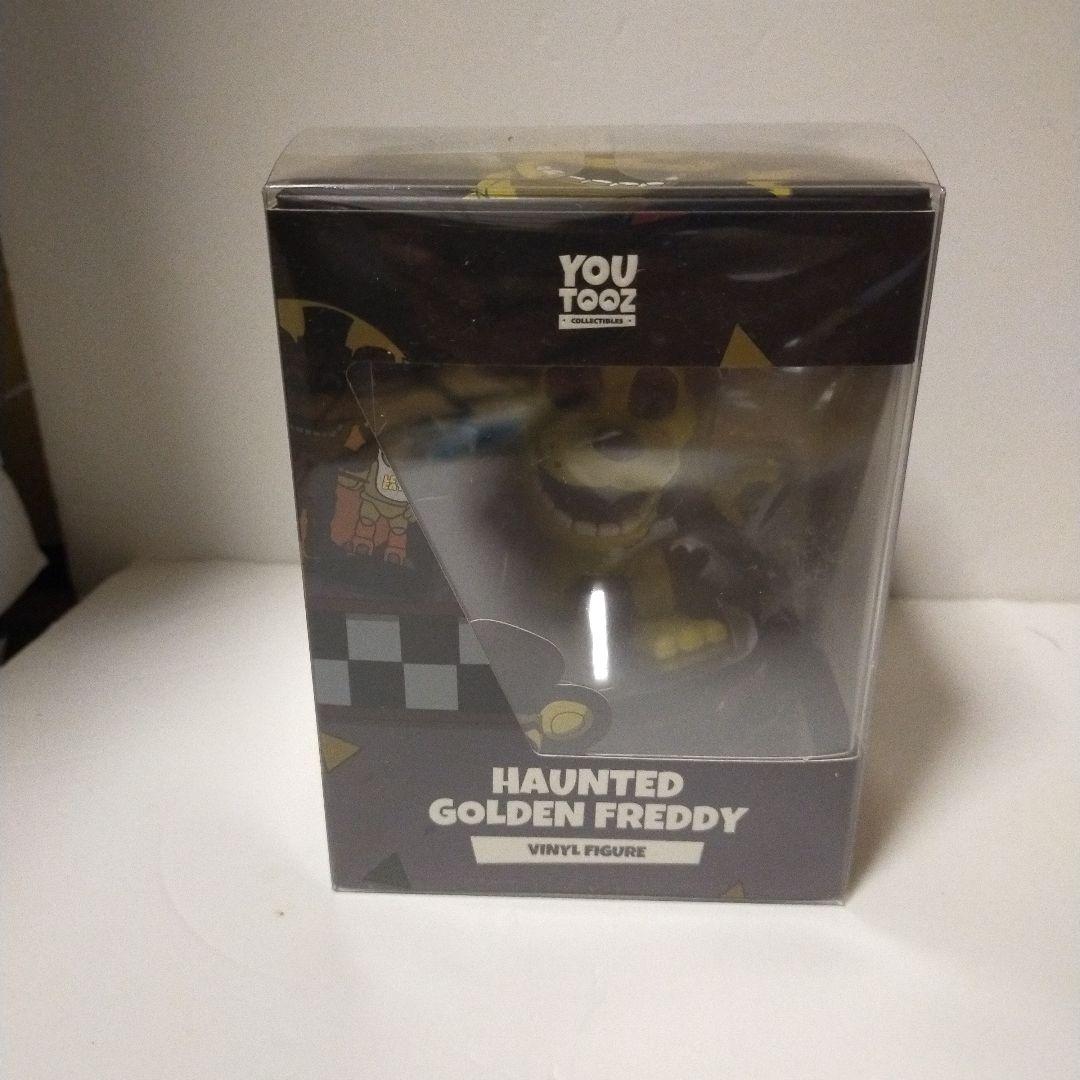 YOU
TOOZ
COLLECTIBLES
HAUNTED
GOLDEN FREDDY
VINYL FIGURE